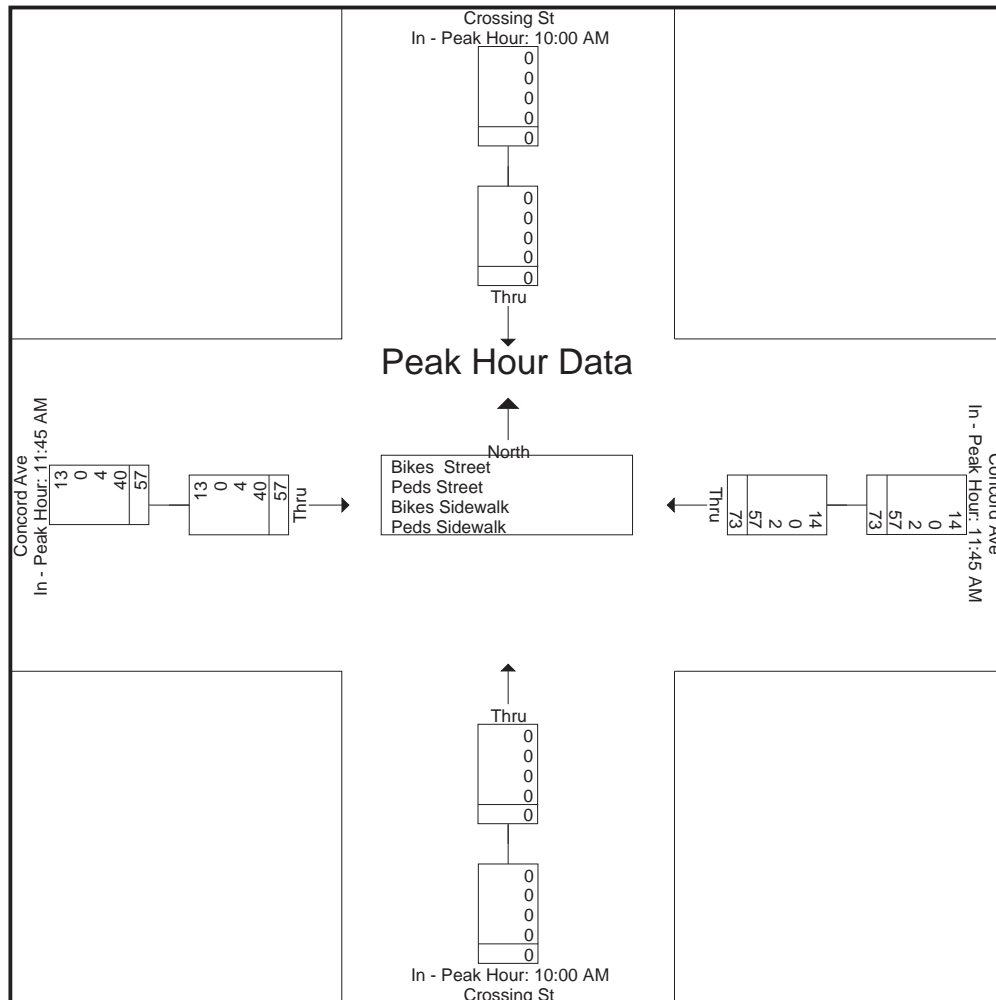 Crossing St
In - Peak Hour: 10:00 AM
0
0
0
0
0
0
0
0
0
0
Thru
Peak Hour Data
North
Bikes Street
Peds Street
Bikes Sidewalk
Peds Sidewalk
Concord Ave
In - Peak Hour: 11:45 AM
13
0
4
40
57
13
0
4
40
57
Thru
Concord Ave
In - Peak Hour: 11:45 AM
14
0
2
57
73
14
0
2
57
73
Thru
Thru
0
0
0
0
0
0
0
0
0
0
In - Peak Hour: 10:00 AM
Crossing St